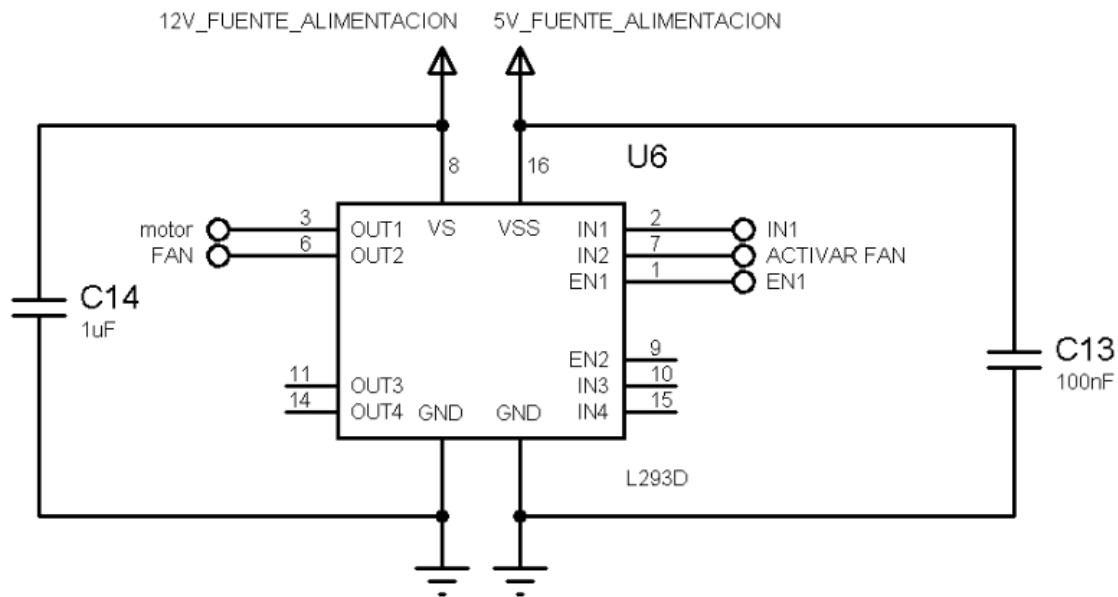 12V_FUENTE_ALIMENTACION 5V_FUENTE_ALIMENTACION
8 16 U6
motor 3 OUT1 VS VSS IN1 2 IN1
FAN 6 OUT2 IN2 7 ACTIVAR FAN
EN1 1 EN1
C14
1uF
EN2 9
C13
100nF
11 OUT3 IN3 10
14 OUT4 GND GND IN4 15
L293D